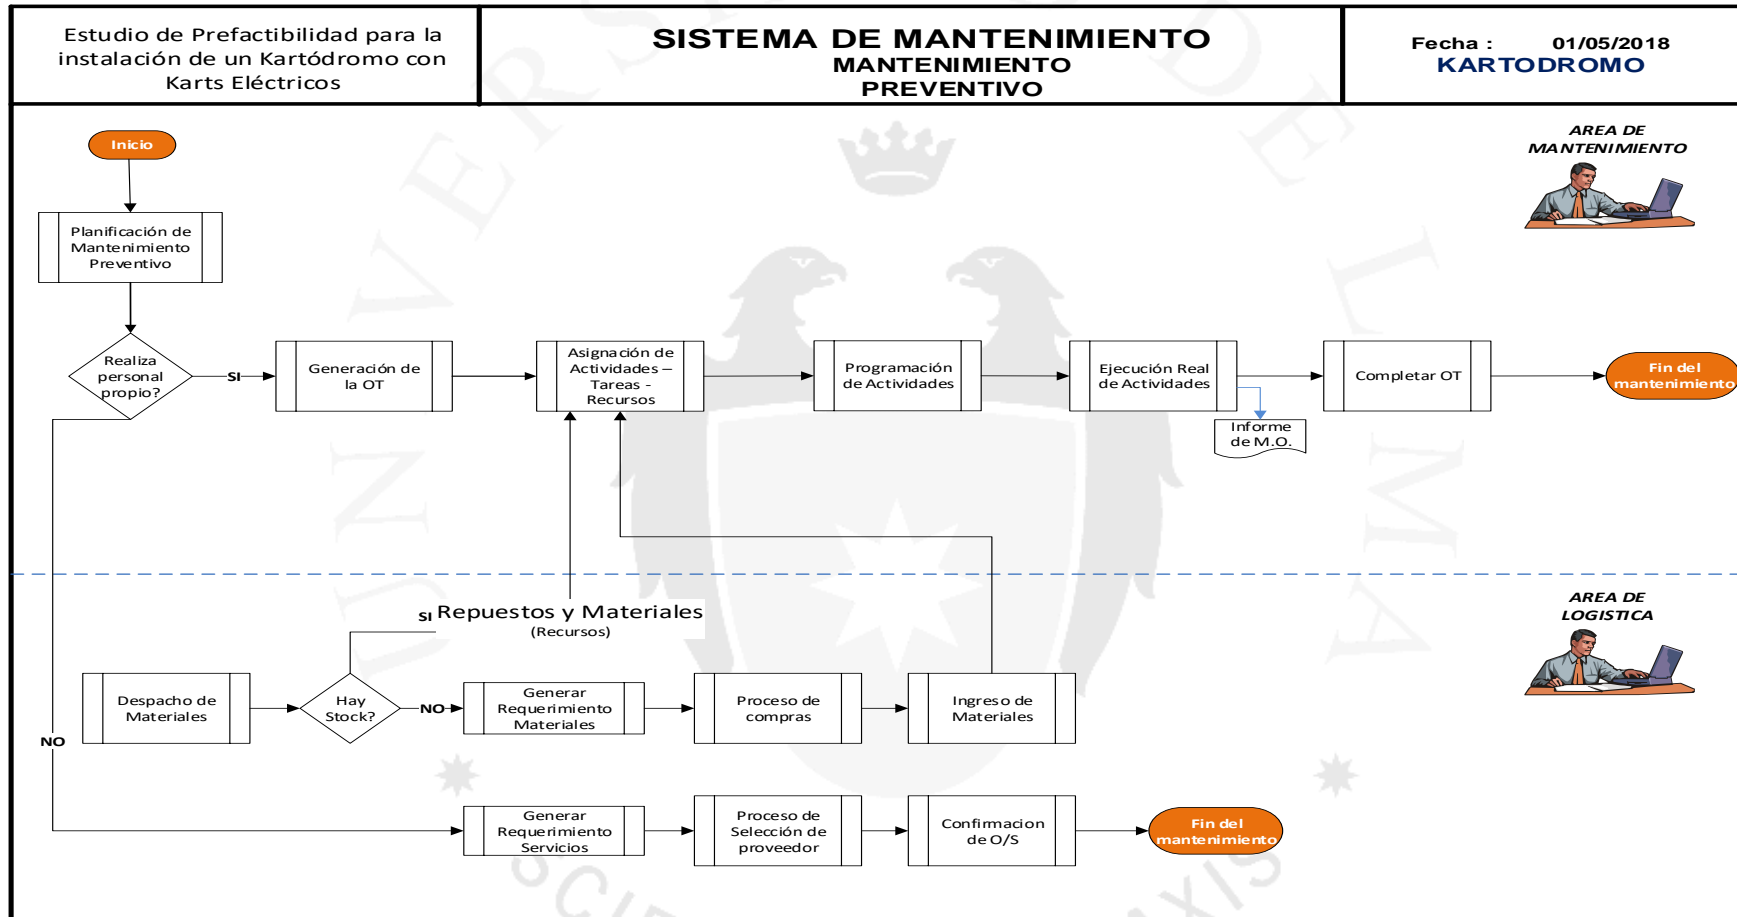 Estudio de Prefactibilidad para la
instalación de un Kartódromo con
Karts Eléctricos
SISTEMA DE MANTENIMIENTO
MANTENIMIENTO
PREVENTIVO
Fecha : 01/05/2018
KARTODROMO
Inicio
AREA DE
MANTENIMIENTO
Planificación de
Mantenimiento
Preventivo
Realiza
personal
propio?
SI
Generación de
la OT
Asignación de
Actividades –
Tareas -
Recursos
Programación
de Actividades
Ejecución Real
de Actividades
Completar OT
Fin del
mantenimiento
Informe
de M.O.
AREA DE
LOGISTICA
SI
Repuestos y Materiales
(Recursos)
Despacho de
Materiales
Hay
Stock?
NO
Generar
Requerimiento
Materiales
Proceso de
compras
Ingreso de
Materiales
NO
Generar
Requerimiento
Servicios
Proceso de
Selección de
proveedor
Confirmacion
de O/S
Fin del
mantenimiento